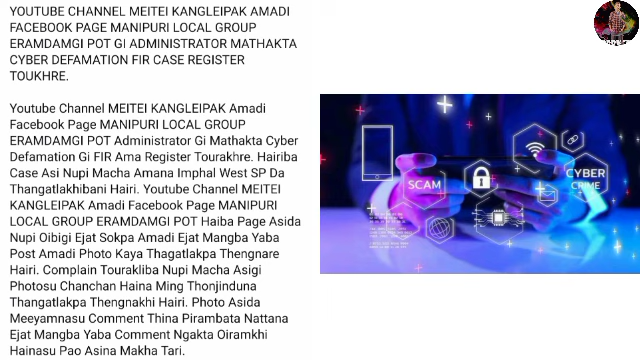 YOUTUBE CHANNEL MEITEI KANGLEIPAK AMADI
FACEBOOK PAGE MANIPURI LOCAL GROUP
ERAMDAMGI POT GI ADMINISTRATOR MATHAKTA
CYBER DEFAMATION FIR CASE REGISTER
TOUKHRE.
Youtube Channel MEITEI KANGLEIPAK Amadi
Facebook Page MANIPURI LOCAL GROUP
ERAMDAMGI POT Administrator Gi Mathakta Cyber
Defamation Gi FIR Ama Register Tourakhre. Hairiba
Case Asi Nupi Macha Amana Imphal West SP Da
Thangatlakhibani Hairi. Youtube Channel MEITEI
KANGLEIPAK Amadi Facebook Page MANIPURI
LOCAL GROUP ERAMDAMGI POT Haiba Page Asida
Nupi Oibigi Ejat Sokpa Amadi Ejat Mangba Yaba
Post Amadi Photo Kaya Thagatlakpa Thengnare
Hairi. Complain Tourakliba Nupi Macha Asigi
Photosu Chanchan Haina Ming Thonjinduna
Thangatlakpa Thengnakhi Hairi. Photo Asida
Meeyamnasu Comment Thina Pirambata Nattana
Ejat Mangba Yaba Comment Ngakta Oiramkhi
Hainasu Pao Asina Makha Tari.
SCAM
CYBER
CRIME